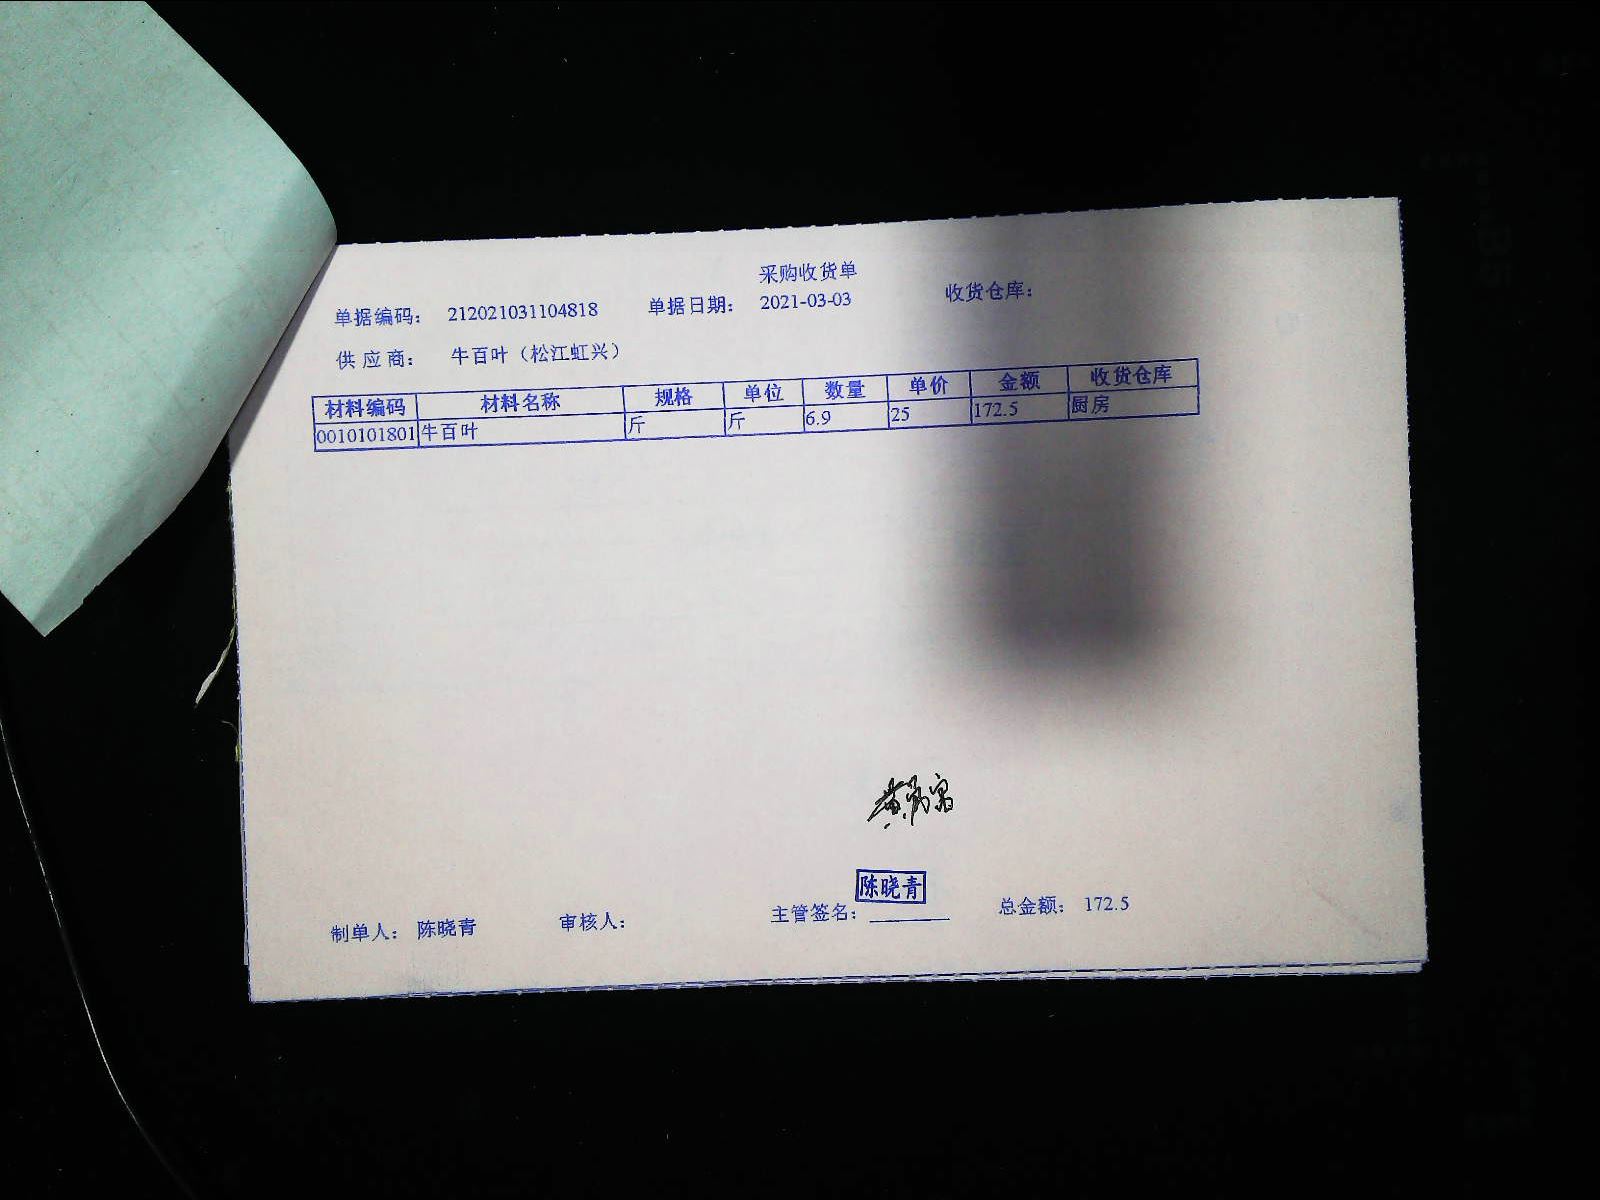 采购收货单
单据编码： 212021031104818 单据日期： 2021-03-03 收货仓库：
供应商： 牛百叶（松江虹兴）
材料编码 材料名称 规格 单位 数量 单价 金额 收货仓库
0010101801 牛百叶 斤 斤 6.9 25 172.5 厨房
陈晓青
制单人： 陈晓青 审核人： 主管签名： 总金额： 172.5